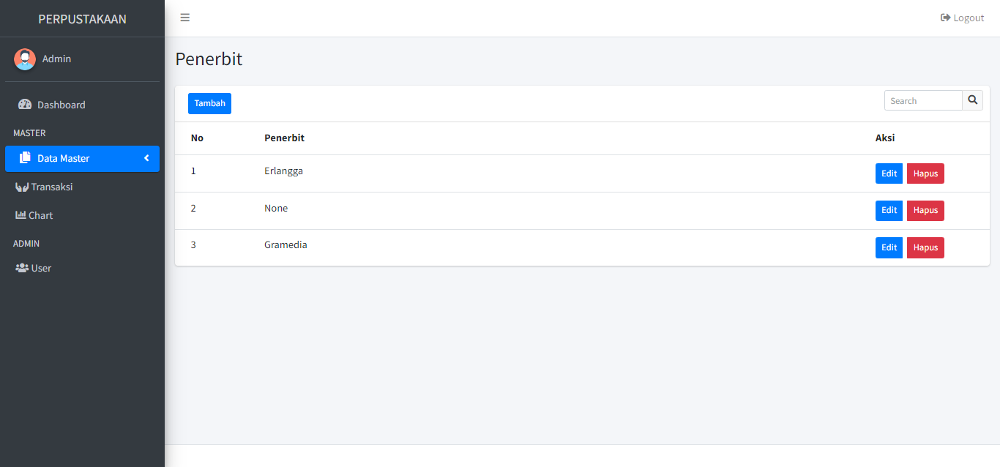 PERPUSTAKAAN
Logout
Admin
Dashboard
MASTER
Data Master
Transaksi
Chart
ADMIN
User
Penerbit
Tambah
Search
No Penerbit Aksi
1 Erlangga Edit Hapus
2 None Edit Hapus
3 Gramedia Edit Hapus